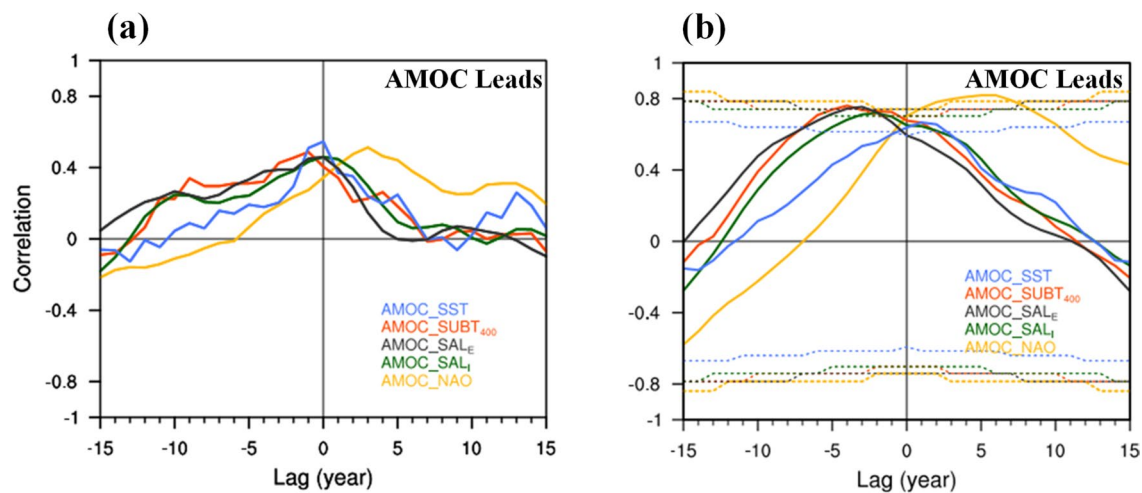 (a)
AMOC Leads
1
0.8
0.4
0
-0.4
-0.8
-1
Correlation
AMOC_SST
AMOC_SUBT400
AMOC_SALE
AMOC_SALI
AMOC_NAO
-15 -10 -5 0 5 10 15
Lag (year)
(b)
AMOC Leads
1
0.8
0.4
0
-0.4
-0.8
-1
AMOC_SST
AMOC_SUBT400
AMOC_SALE
AMOC_SALI
AMOC_NAO
-15 -10 -5 0 5 10 15
Lag (year)